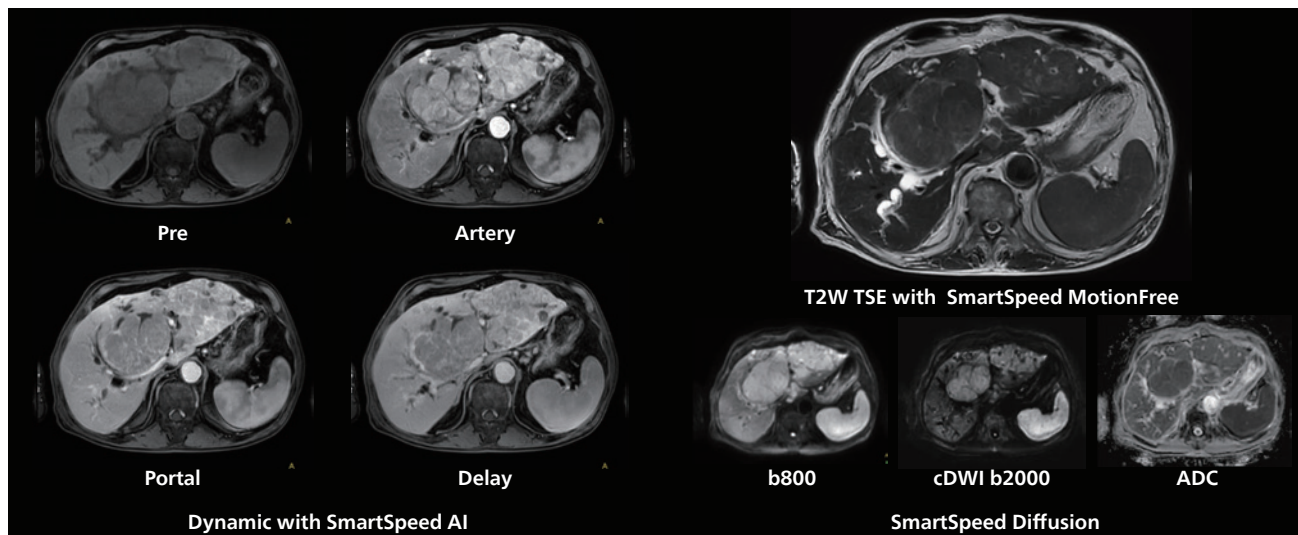 Pre
Artery
Portal
Delay
Dynamic with SmartSpeed AI
T2W TSE with SmartSpeed MotionFree
b800
cDWI b2000
ADC
SmartSpeed Diffusion